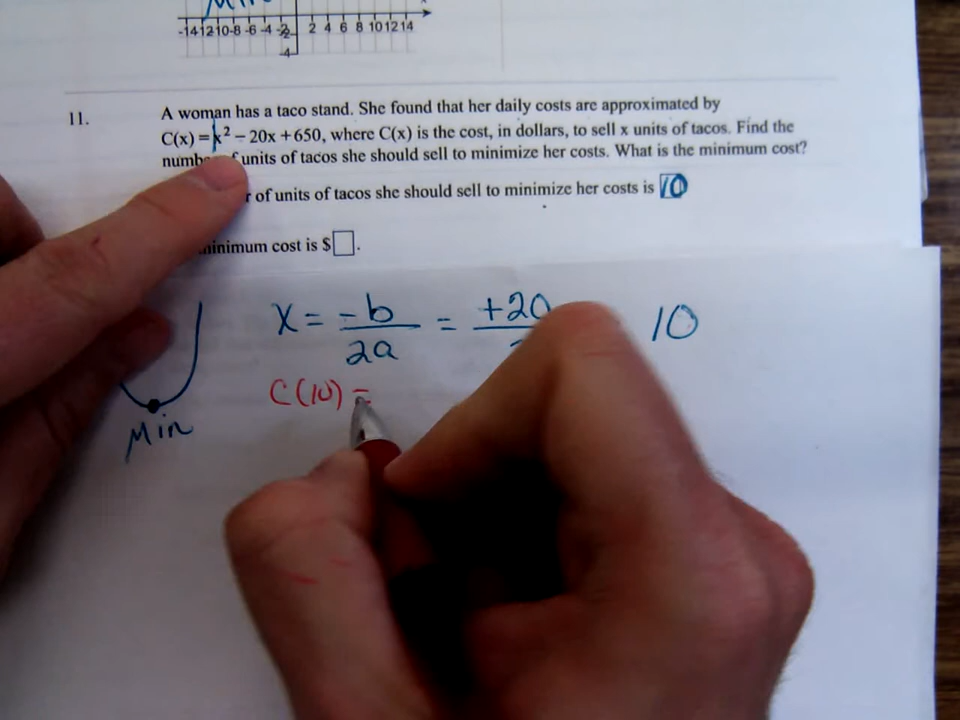 -14 12 10 -8 -6 -4 -2 2 4 6 8 10 12 14
-4
11. A woman has a taco stand. She found that her daily costs are approximated by
C(x) = x² − 20x + 650, where C(x) is the cost, in dollars, to sell x units of tacos. Find the
units of tacos she should sell to minimize her costs. What is the minimum cost?
of units of tacos she should sell to minimize her costs is 10
cost is $ .
x = -b/2a = +20 10
C(10) =
Min